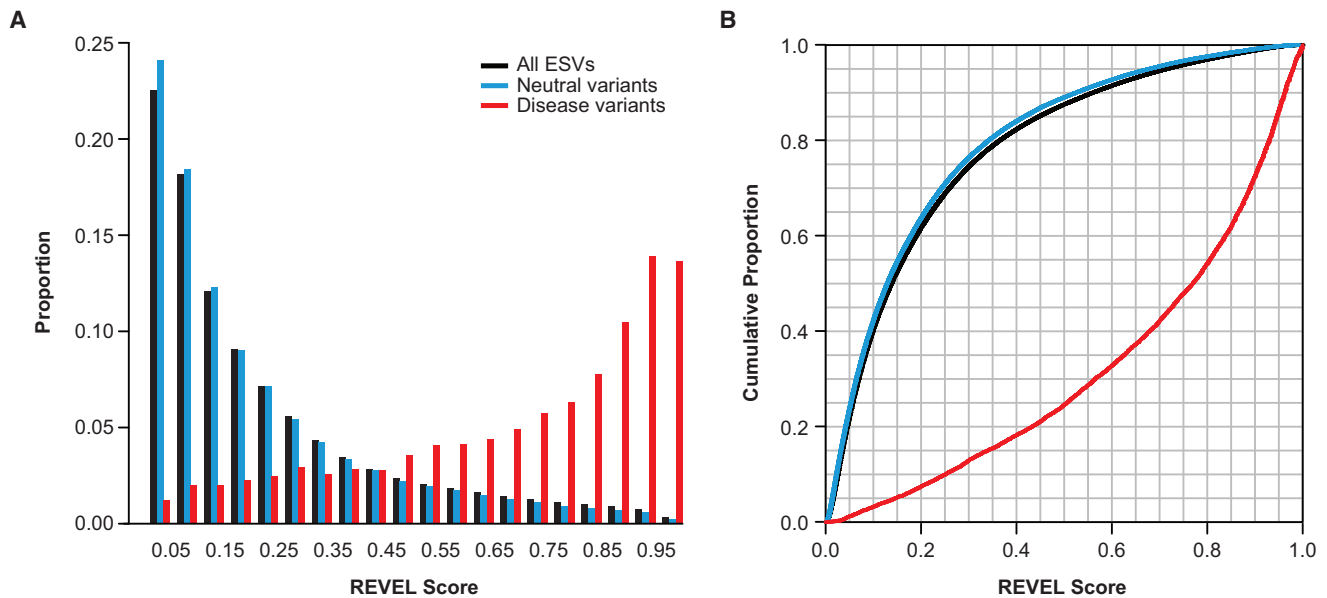 A
0.25
0.20
0.15
0.10
0.05
0.00
Proportion
All ESVs
Neutral variants
Disease variants
0.05 0.15 0.25 0.35 0.45 0.55 0.65 0.75 0.85 0.95
REVEL Score
B
1.0
0.8
0.6
0.4
0.2
0.0
Cumulative Proportion
0.0 0.2 0.4 0.6 0.8 1.0
REVEL Score